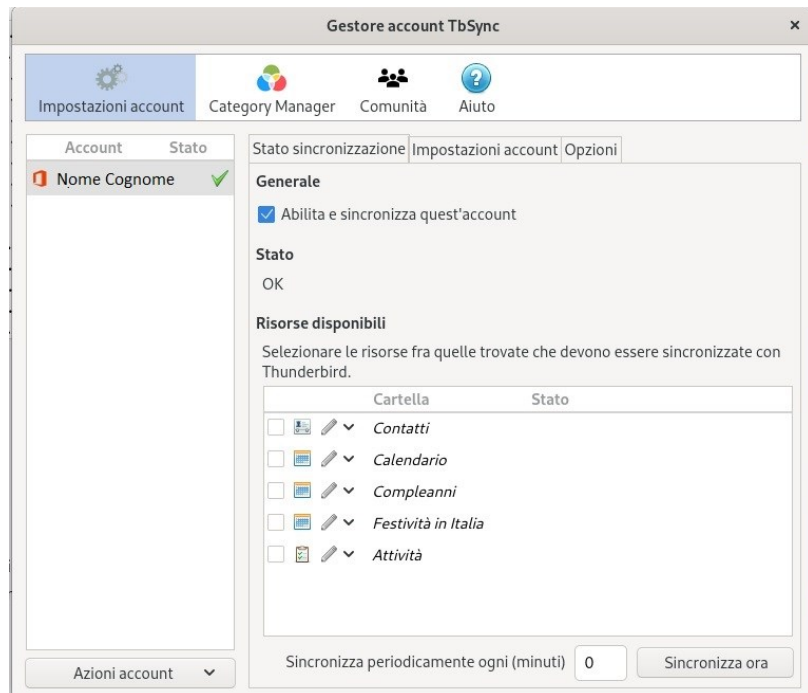 Gestore account TbSync
×
Impostazioni account
Category Manager
Comunità
Aiuto
Account Stato
Nome Cognome
Stato sincronizzazione Impostazioni account Opzioni
Generale
Abilita e sincronizza quest'account
Stato
OK
Risorse disponibili
Selezionare le risorse fra quelle trovate che devono essere sincronizzate con
Thunderbird.
Cartella Stato
Contatti
Calendario
Compleanni
Festività in Italia
Attività
Sincronizza periodicamente ogni (minuti) 0 Sincronizza ora
Azioni account